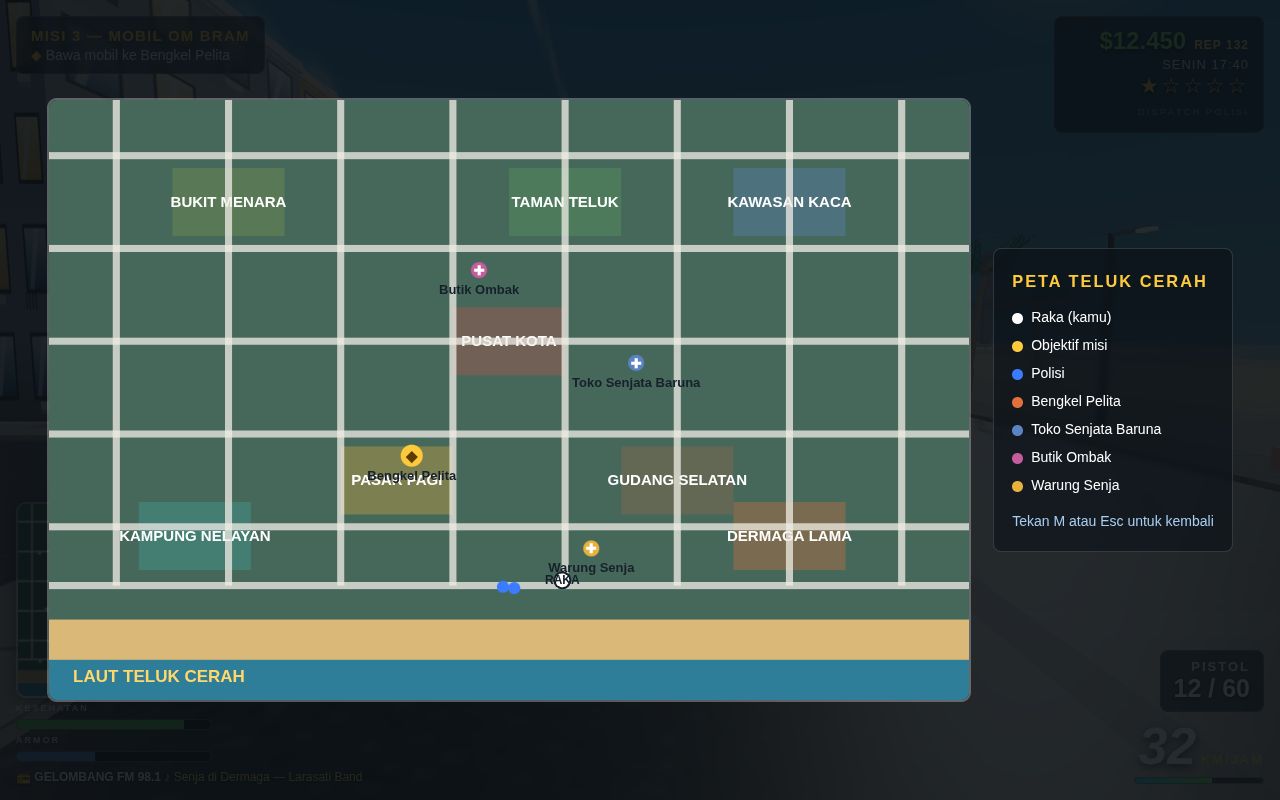 MISI 3 — MOBIL OM BRAM
◆ Bawa mobil ke Bengkel Pelita
$12.450 REP 132
SENIN 17:40
★☆☆☆☆
DISPATCH POLISI
BUKIT MENARA
TAMAN TELUK
KAWASAN KACA
Butik Ombak
PUSAT KOTA
Toko Senjata Baruna
Bengkel Pelita
PASAR PAGI
GUDANG SELATAN
KAMPUNG NELAYAN
DERMAGA LAMA
Warung Senja
RAKA
LAUT TELUK CERAH
PETA TELUK CERAH
Raka (kamu)
Objektif misi
Polisi
Bengkel Pelita
Toko Senjata Baruna
Butik Ombak
Warung Senja
Tekan M atau Esc untuk kembali
KESEHATAN
ARMOR
📻 GELOMBANG FM 98.1 ♪ Senja di Dermaga — Larasati Band
PISTOL
12 / 60
32 KM/JAM